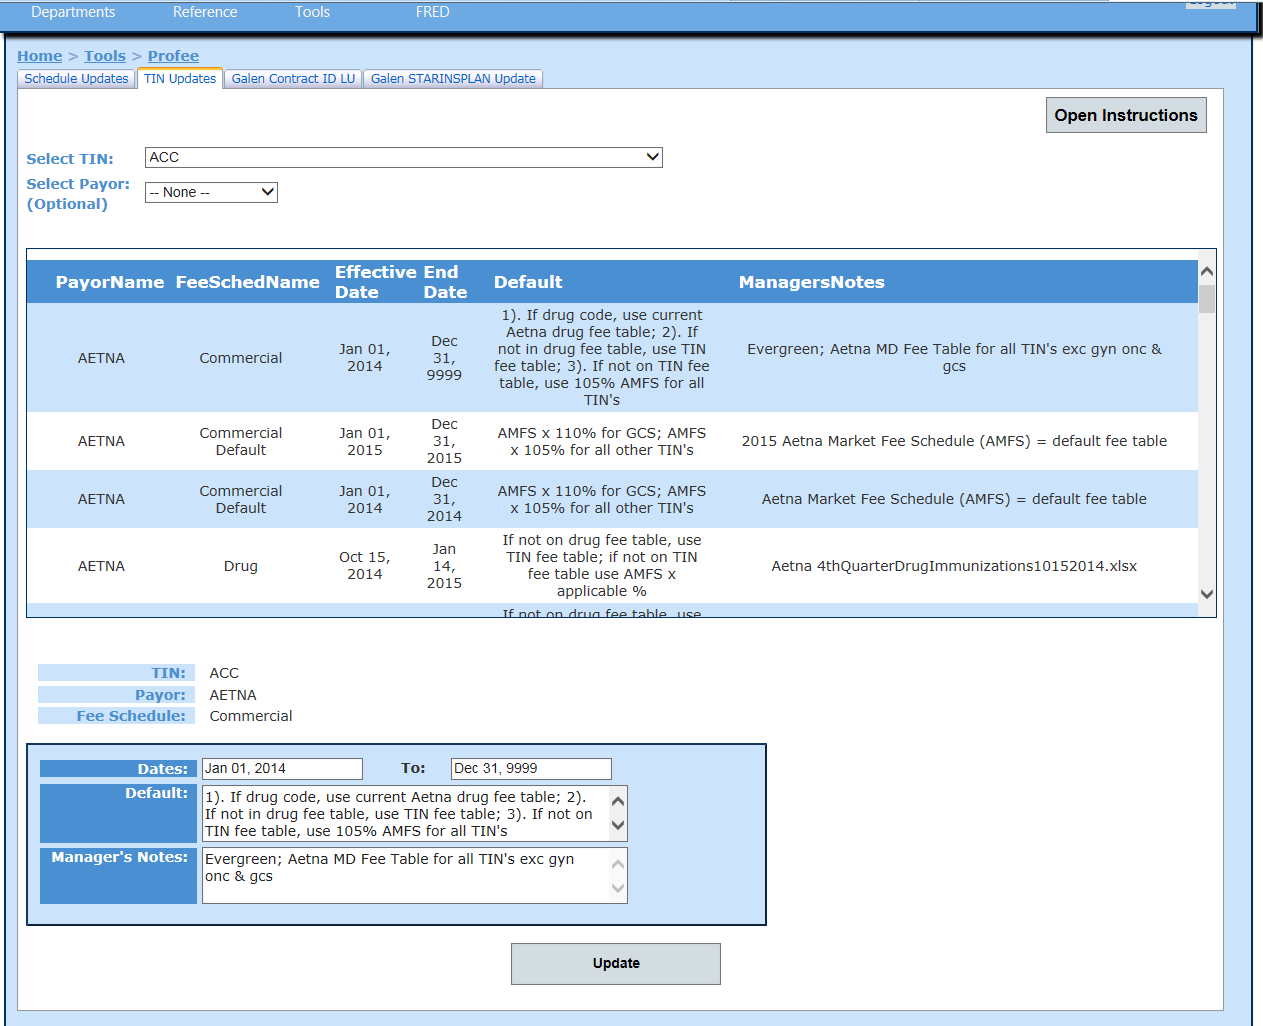 Departments Reference Tools FRED
Home > Tools > Profee
Schedule Updates TIN Updates Galen Contract ID LU Galen STARINSPLAN Update
Open Instructions
Select TIN: ACC
Select Payor: -- None --
(Optional)
PayorName FeeSchedName Effective Date End Date Default ManagersNotes
AETNA
Commercial
Jan 01,
2014
Dec
31,
9999
1). If drug code, use current
Aetna drug fee table; 2). If
not in drug fee table, use TIN
fee table; 3). If not on TIN fee
table, use 105% AMFS for all
TIN's
Evergreen; Aetna MD Fee Table for all TIN's exc gyn onc &
gcs
AETNA
Commercial
Default
Jan 01,
2015
Dec
31,
2015
AMFS x 110% for GCS; AMFS
x 105% for all other TIN's
2015 Aetna Market Fee Schedule (AMFS) = default fee table
AETNA
Commercial
Default
Jan 01,
2014
Dec
31,
2014
AMFS x 110% for GCS; AMFS
x 105% for all other TIN's
Aetna Market Fee Schedule (AMFS) = default fee table
AETNA
Drug
Oct 15,
2014
Jan
14,
2015
If not on drug fee table, use
TIN fee table; if not on TIN
fee table use AMFS x
applicable %
Aetna 4thQuarterDrugImmunizations10152014.xlsx
If not on drug fee table, use
TIN: ACC
Payor: AETNA
Fee Schedule: Commercial
Dates: Jan 01, 2014 To: Dec 31, 9999
Default: 1). If drug code, use current Aetna drug fee table; 2).
If not in drug fee table, use TIN fee table; 3). If not on
TIN fee table, use 105% AMFS for all TIN's
Manager's Notes: Evergreen; Aetna MD Fee Table for all TIN's exc gyn
onc & gcs
Update